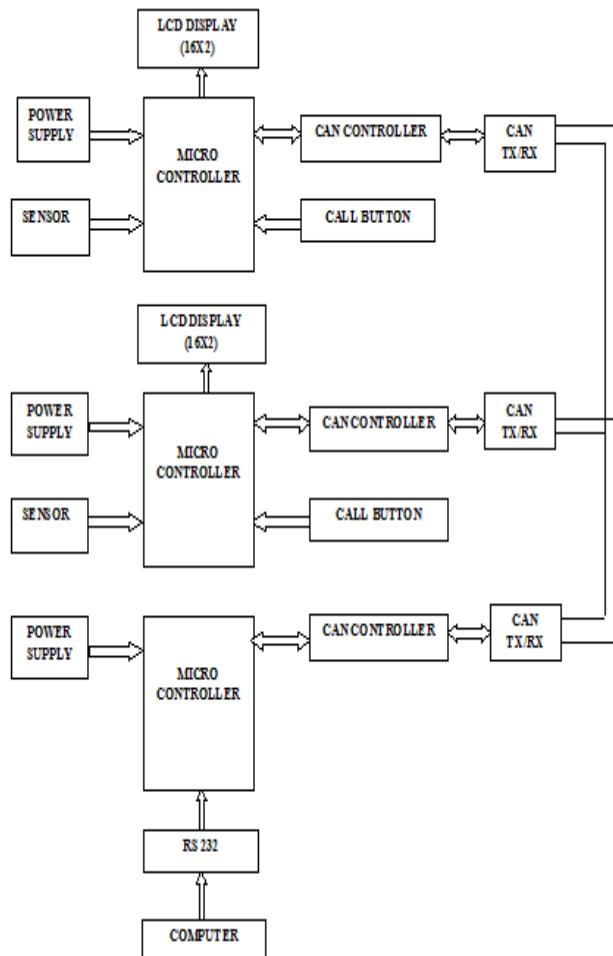 LCD DISPLAY
(16X2)
POWER
SUPPLY
MICRO
CONTROLLER
CAN CONTROLLER
CAN
TX/RX
SENSOR
CALL BUTTON
LCD DISPLAY
(16X2)
POWER
SUPPLY
MICRO
CONTROLLER
CAN CONTROLLER
CAN
TX/RX
SENSOR
CALL BUTTON
POWER
SUPPLY
MICRO
CONTROLLER
CAN CONTROLLER
CAN
TX/RX
RS 232
COMPUTER